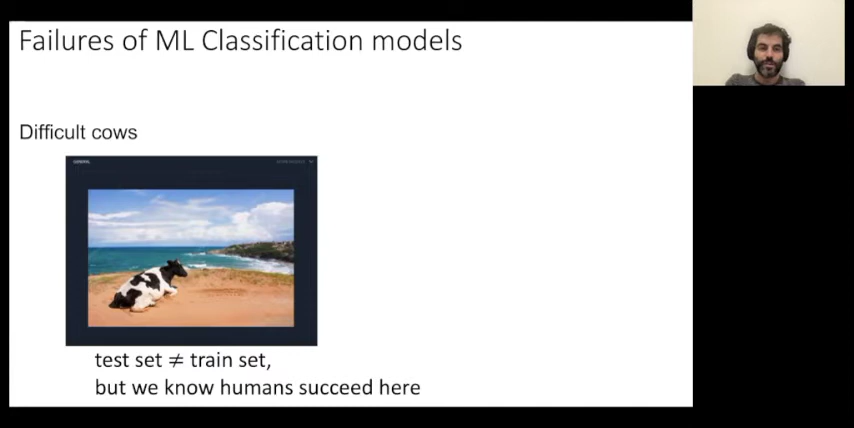 Failures of ML Classification models
Difficult cows
test set ≠ train set,
but we know humans succeed here